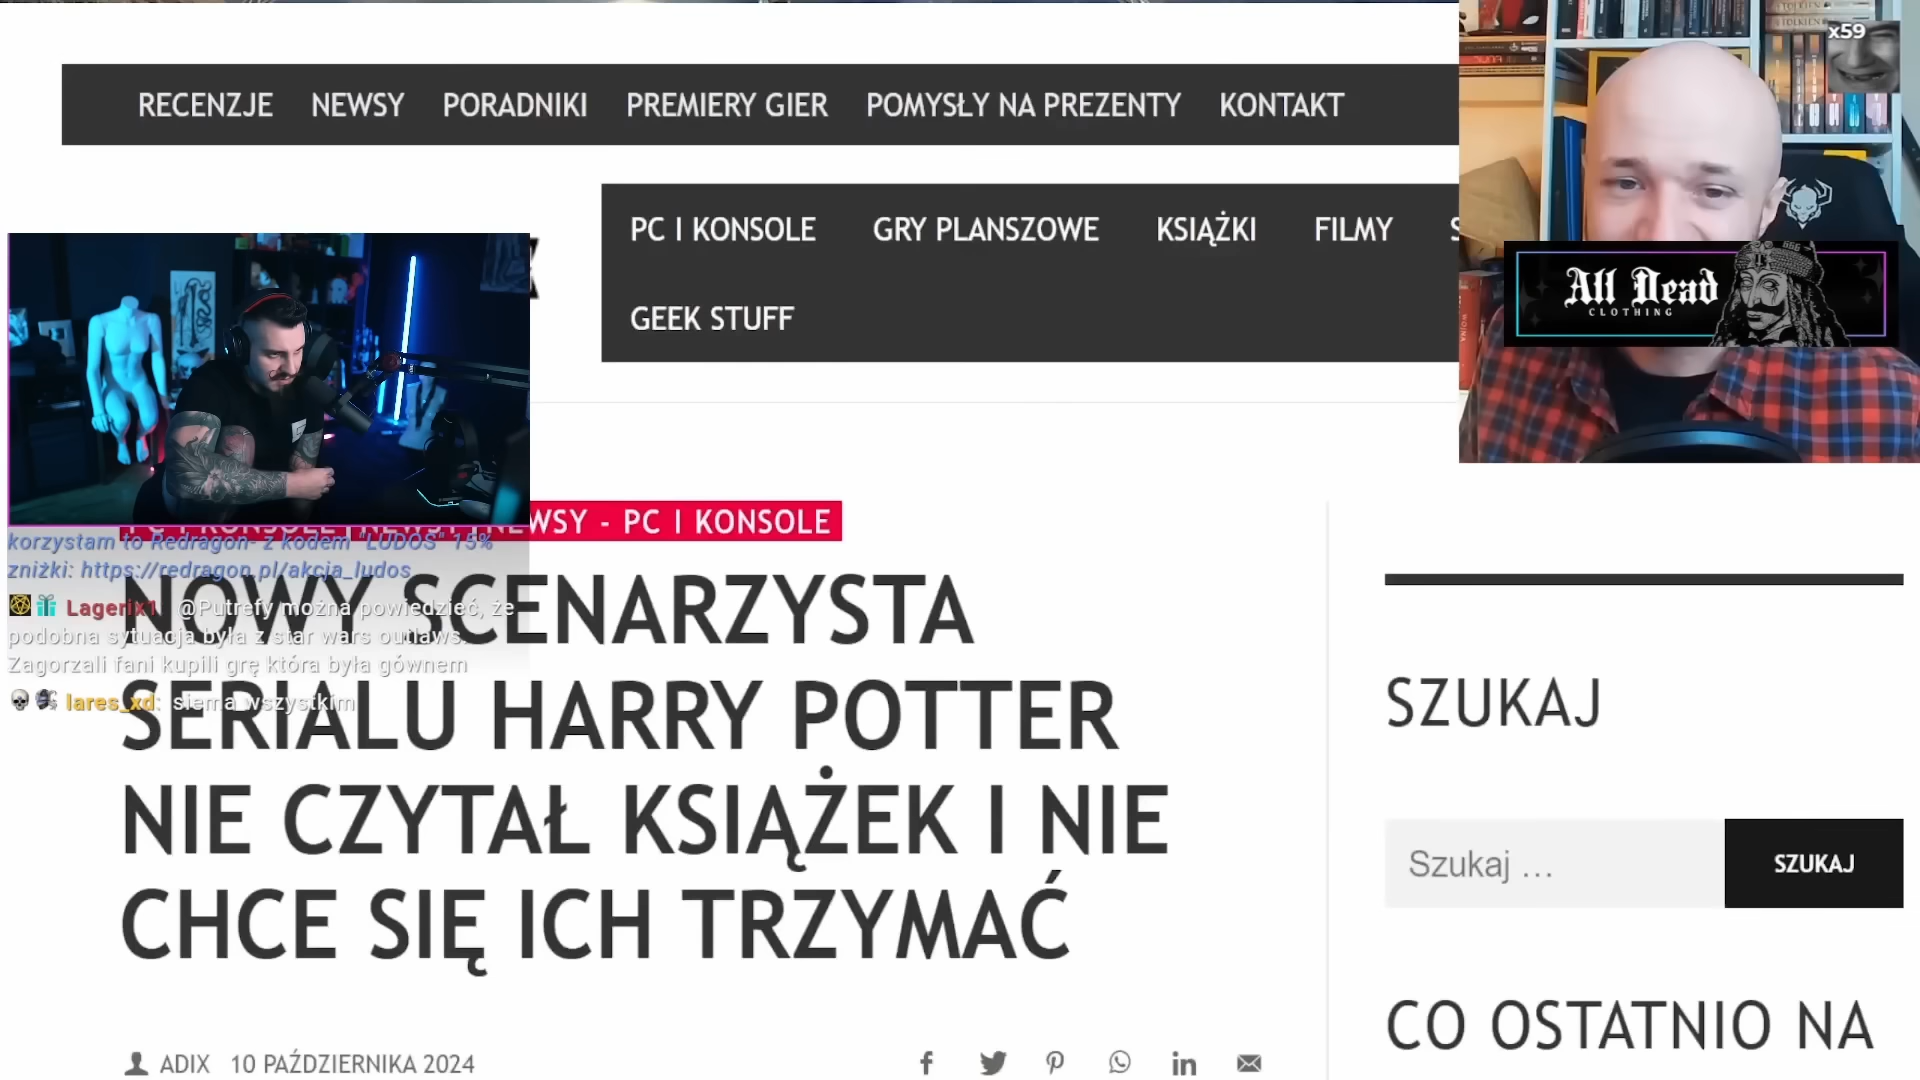 RECENZJE NEWSY PORADNIKI PREMIERY GIER POMYSŁY NA PREZENTY KONTAKT
x59
PC I KONSOLE GRY PLANSZOWE KSIĄŻKI FILMY
GEEK STUFF
All Dead
CLOTHING
PC I KONSOLE | NEWSY | NEWSY - PC I KONSOLE
korzystam to Redragon- z kodem "LUDOS" 15%
zniżki: https://redragon.pl/akcja_ludos
Lagerix1 @Putrefy można powiedzieć, że
podobna sytuacja była z star wars outlaws.
Zagorzali fani kupili grę która była gównem
lares_xd: siema wszystkim
NOWY SCENARZYSTA
SERIALU HARRY POTTER
NIE CZYTAŁ KSIĄŻEK I NIE
CHCE SIĘ ICH TRZYMAĆ
ADIX 10 PAŹDZIERNIKA 2024
SZUKAJ
Szukaj …
SZUKAJ
CO OSTATNIO NA